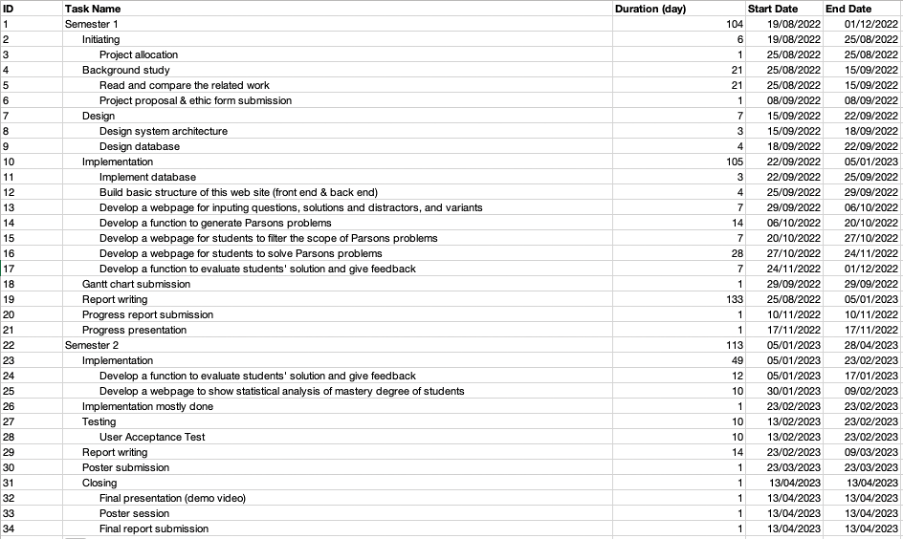 ID Task Name Duration (day) Start Date End Date
1 Semester 1 104 19/08/2022 01/12/2022
2 Initiating 6 19/08/2022 25/08/2022
3 Project allocation 1 25/08/2022 25/08/2022
4 Background study 21 25/08/2022 15/09/2022
5 Read and compare the related work 21 25/08/2022 15/09/2022
6 Project proposal & ethic form submission 1 08/09/2022 08/09/2022
7 Design 7 15/09/2022 22/09/2022
8 Design system architecture 3 15/09/2022 18/09/2022
9 Design database 4 18/09/2022 22/09/2022
10 Implementation 105 22/09/2022 05/01/2023
11 Implement database 3 22/09/2022 25/09/2022
12 Build basic structure of this web site (front end & back end) 4 25/09/2022 29/09/2022
13 Develop a webpage for inputing questions, solutions and distractors, and variants 7 29/09/2022 06/10/2022
14 Develop a function to generate Parsons problems 14 06/10/2022 20/10/2022
15 Develop a webpage for students to filter the scope of Parsons problems 7 20/10/2022 27/10/2022
16 Develop a webpage for students to solve Parsons problems 28 27/10/2022 24/11/2022
17 Develop a function to evaluate students' solution and give feedback 7 24/11/2022 01/12/2022
18 Gantt chart submission 1 29/09/2022 29/09/2022
19 Report writing 133 25/08/2022 05/01/2023
20 Progress report submission 1 10/11/2022 10/11/2022
21 Progress presentation 1 17/11/2022 17/11/2022
22 Semester 2 113 05/01/2023 28/04/2023
23 Implementation 49 05/01/2023 23/02/2023
24 Develop a function to evaluate students' solution and give feedback 12 05/01/2023 17/01/2023
25 Develop a webpage to show statistical analysis of mastery degree of students 10 30/01/2023 09/02/2023
26 Implementation mostly done 1 23/02/2023 23/02/2023
27 Testing 10 13/02/2023 23/02/2023
28 User Acceptance Test 10 13/02/2023 23/02/2023
29 Report writing 14 23/02/2023 09/03/2023
30 Poster submission 1 23/03/2023 23/03/2023
31 Closing 1 13/04/2023 13/04/2023
32 Final presentation (demo video) 1 13/04/2023 13/04/2023
33 Poster session 1 13/04/2023 13/04/2023
34 Final report submission 1 13/04/2023 13/04/2023